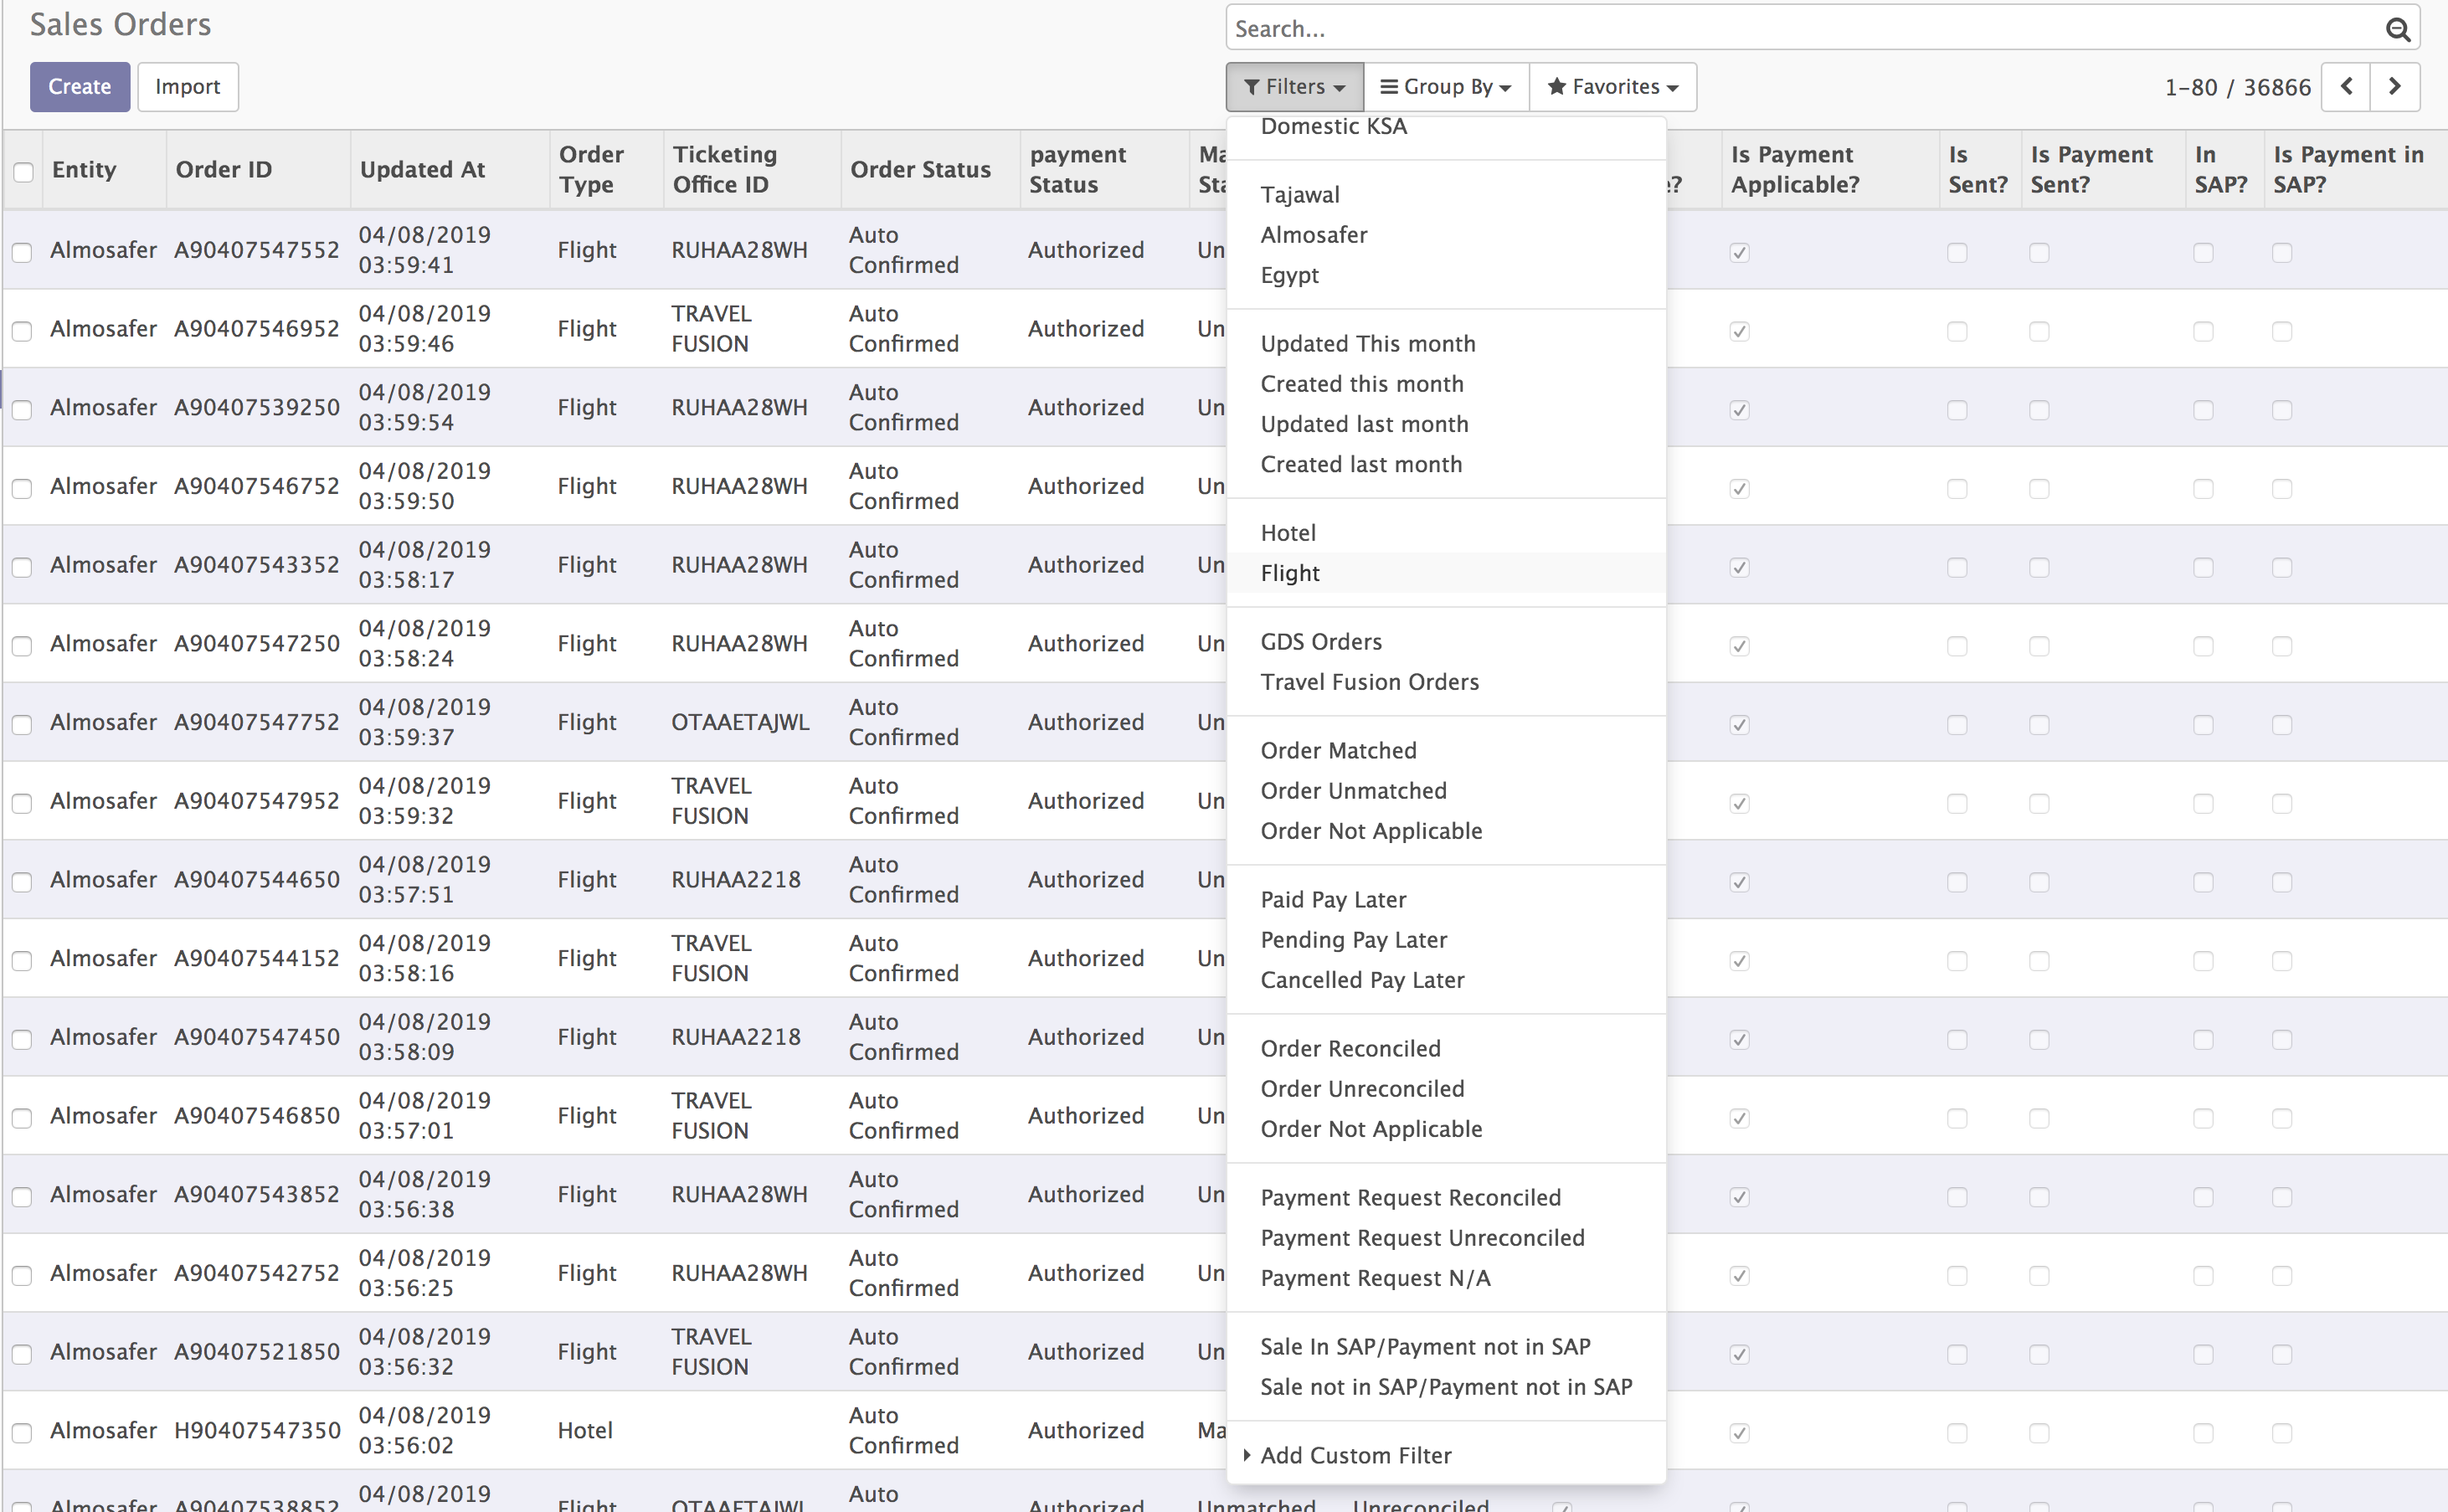 Sales Orders
Search...
Create Import
Filters Group By Favorites 1-80 / 36866
Entity Order ID Updated At Order Type Ticketing Office ID Order Status payment Status Is Payment Applicable? Is Sent? Is Payment Sent? In SAP? Is Payment in SAP?
Almosafer A90407547552 04/08/2019 03:59:41 Flight RUHAA28WH Auto Confirmed Authorized Un
Almosafer A90407546952 04/08/2019 03:59:46 Flight TRAVEL FUSION Auto Confirmed Authorized Un
Almosafer A90407539250 04/08/2019 03:59:54 Flight RUHAA28WH Auto Confirmed Authorized Un
Almosafer A90407546752 04/08/2019 03:59:50 Flight RUHAA28WH Auto Confirmed Authorized Un
Almosafer A90407543352 04/08/2019 03:58:17 Flight RUHAA28WH Auto Confirmed Authorized Un
Almosafer A90407547250 04/08/2019 03:58:24 Flight RUHAA28WH Auto Confirmed Authorized Un
Almosafer A90407547752 04/08/2019 03:59:37 Flight OTAAETAJWL Auto Confirmed Authorized Un
Almosafer A90407547952 04/08/2019 03:59:32 Flight TRAVEL FUSION Auto Confirmed Authorized Un
Almosafer A90407544650 04/08/2019 03:57:51 Flight RUHAA2218 Auto Confirmed Authorized Un
Almosafer A90407544152 04/08/2019 03:58:16 Flight TRAVEL FUSION Auto Confirmed Authorized Un
Almosafer A90407547450 04/08/2019 03:58:09 Flight RUHAA2218 Auto Confirmed Authorized Un
Almosafer A90407546850 04/08/2019 03:57:01 Flight TRAVEL FUSION Auto Confirmed Authorized Un
Almosafer A90407543852 04/08/2019 03:56:38 Flight RUHAA28WH Auto Confirmed Authorized Un
Almosafer A90407542752 04/08/2019 03:56:25 Flight RUHAA28WH Auto Confirmed Authorized Un
Almosafer A90407521850 04/08/2019 03:56:32 Flight TRAVEL FUSION Auto Confirmed Authorized Un
Almosafer H90407547350 04/08/2019 03:56:02 Hotel Auto Confirmed Authorized Ma
Almosafer A90407538852 04/08/2019 Flight OTAAETAJWL Auto Authorized Unmatched Unreconciled
Domestic KSA
Tajawal
Almosafer
Egypt
Updated This month
Created this month
Updated last month
Created last month
Hotel
Flight
GDS Orders
Travel Fusion Orders
Order Matched
Order Unmatched
Order Not Applicable
Paid Pay Later
Pending Pay Later
Cancelled Pay Later
Order Reconciled
Order Unreconciled
Order Not Applicable
Payment Request Reconciled
Payment Request Unreconciled
Payment Request N/A
Sale In SAP/Payment not in SAP
Sale not in SAP/Payment not in SAP
Add Custom Filter